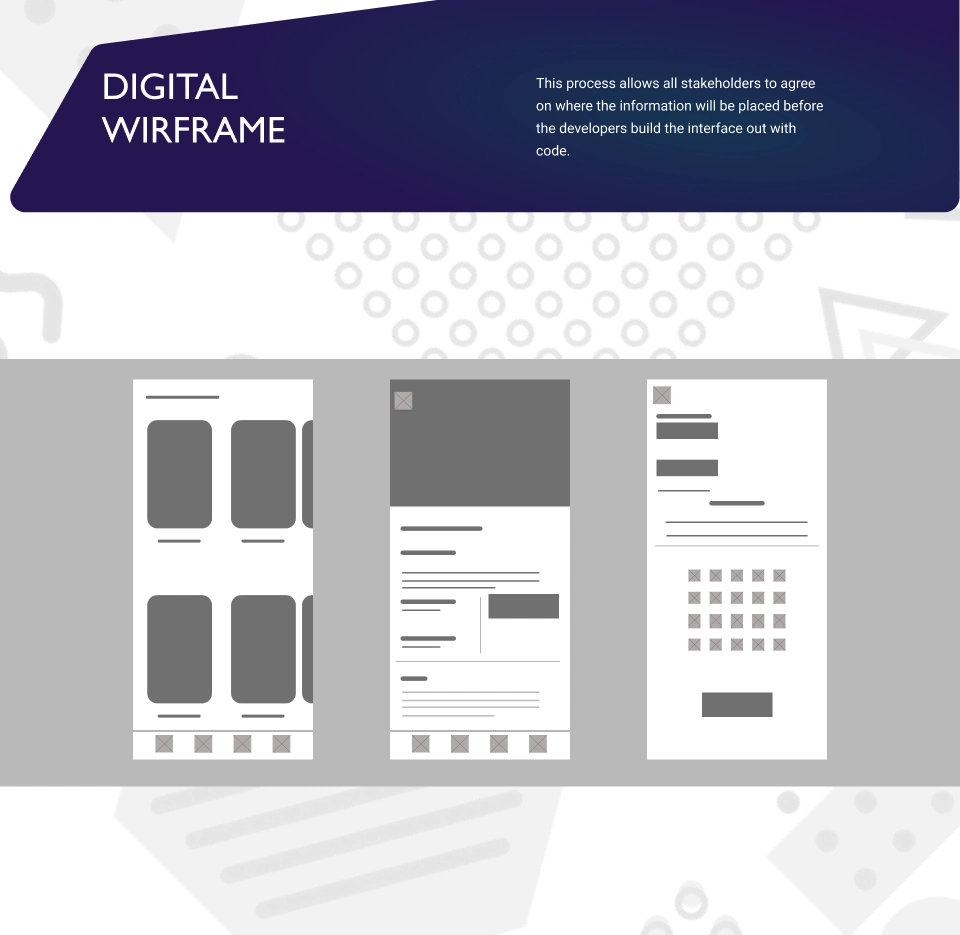 DIGITAL
WIRFRAME
This process allows all stakeholders to agree
on where the information will be placed before
the developers build the interface out with
code.